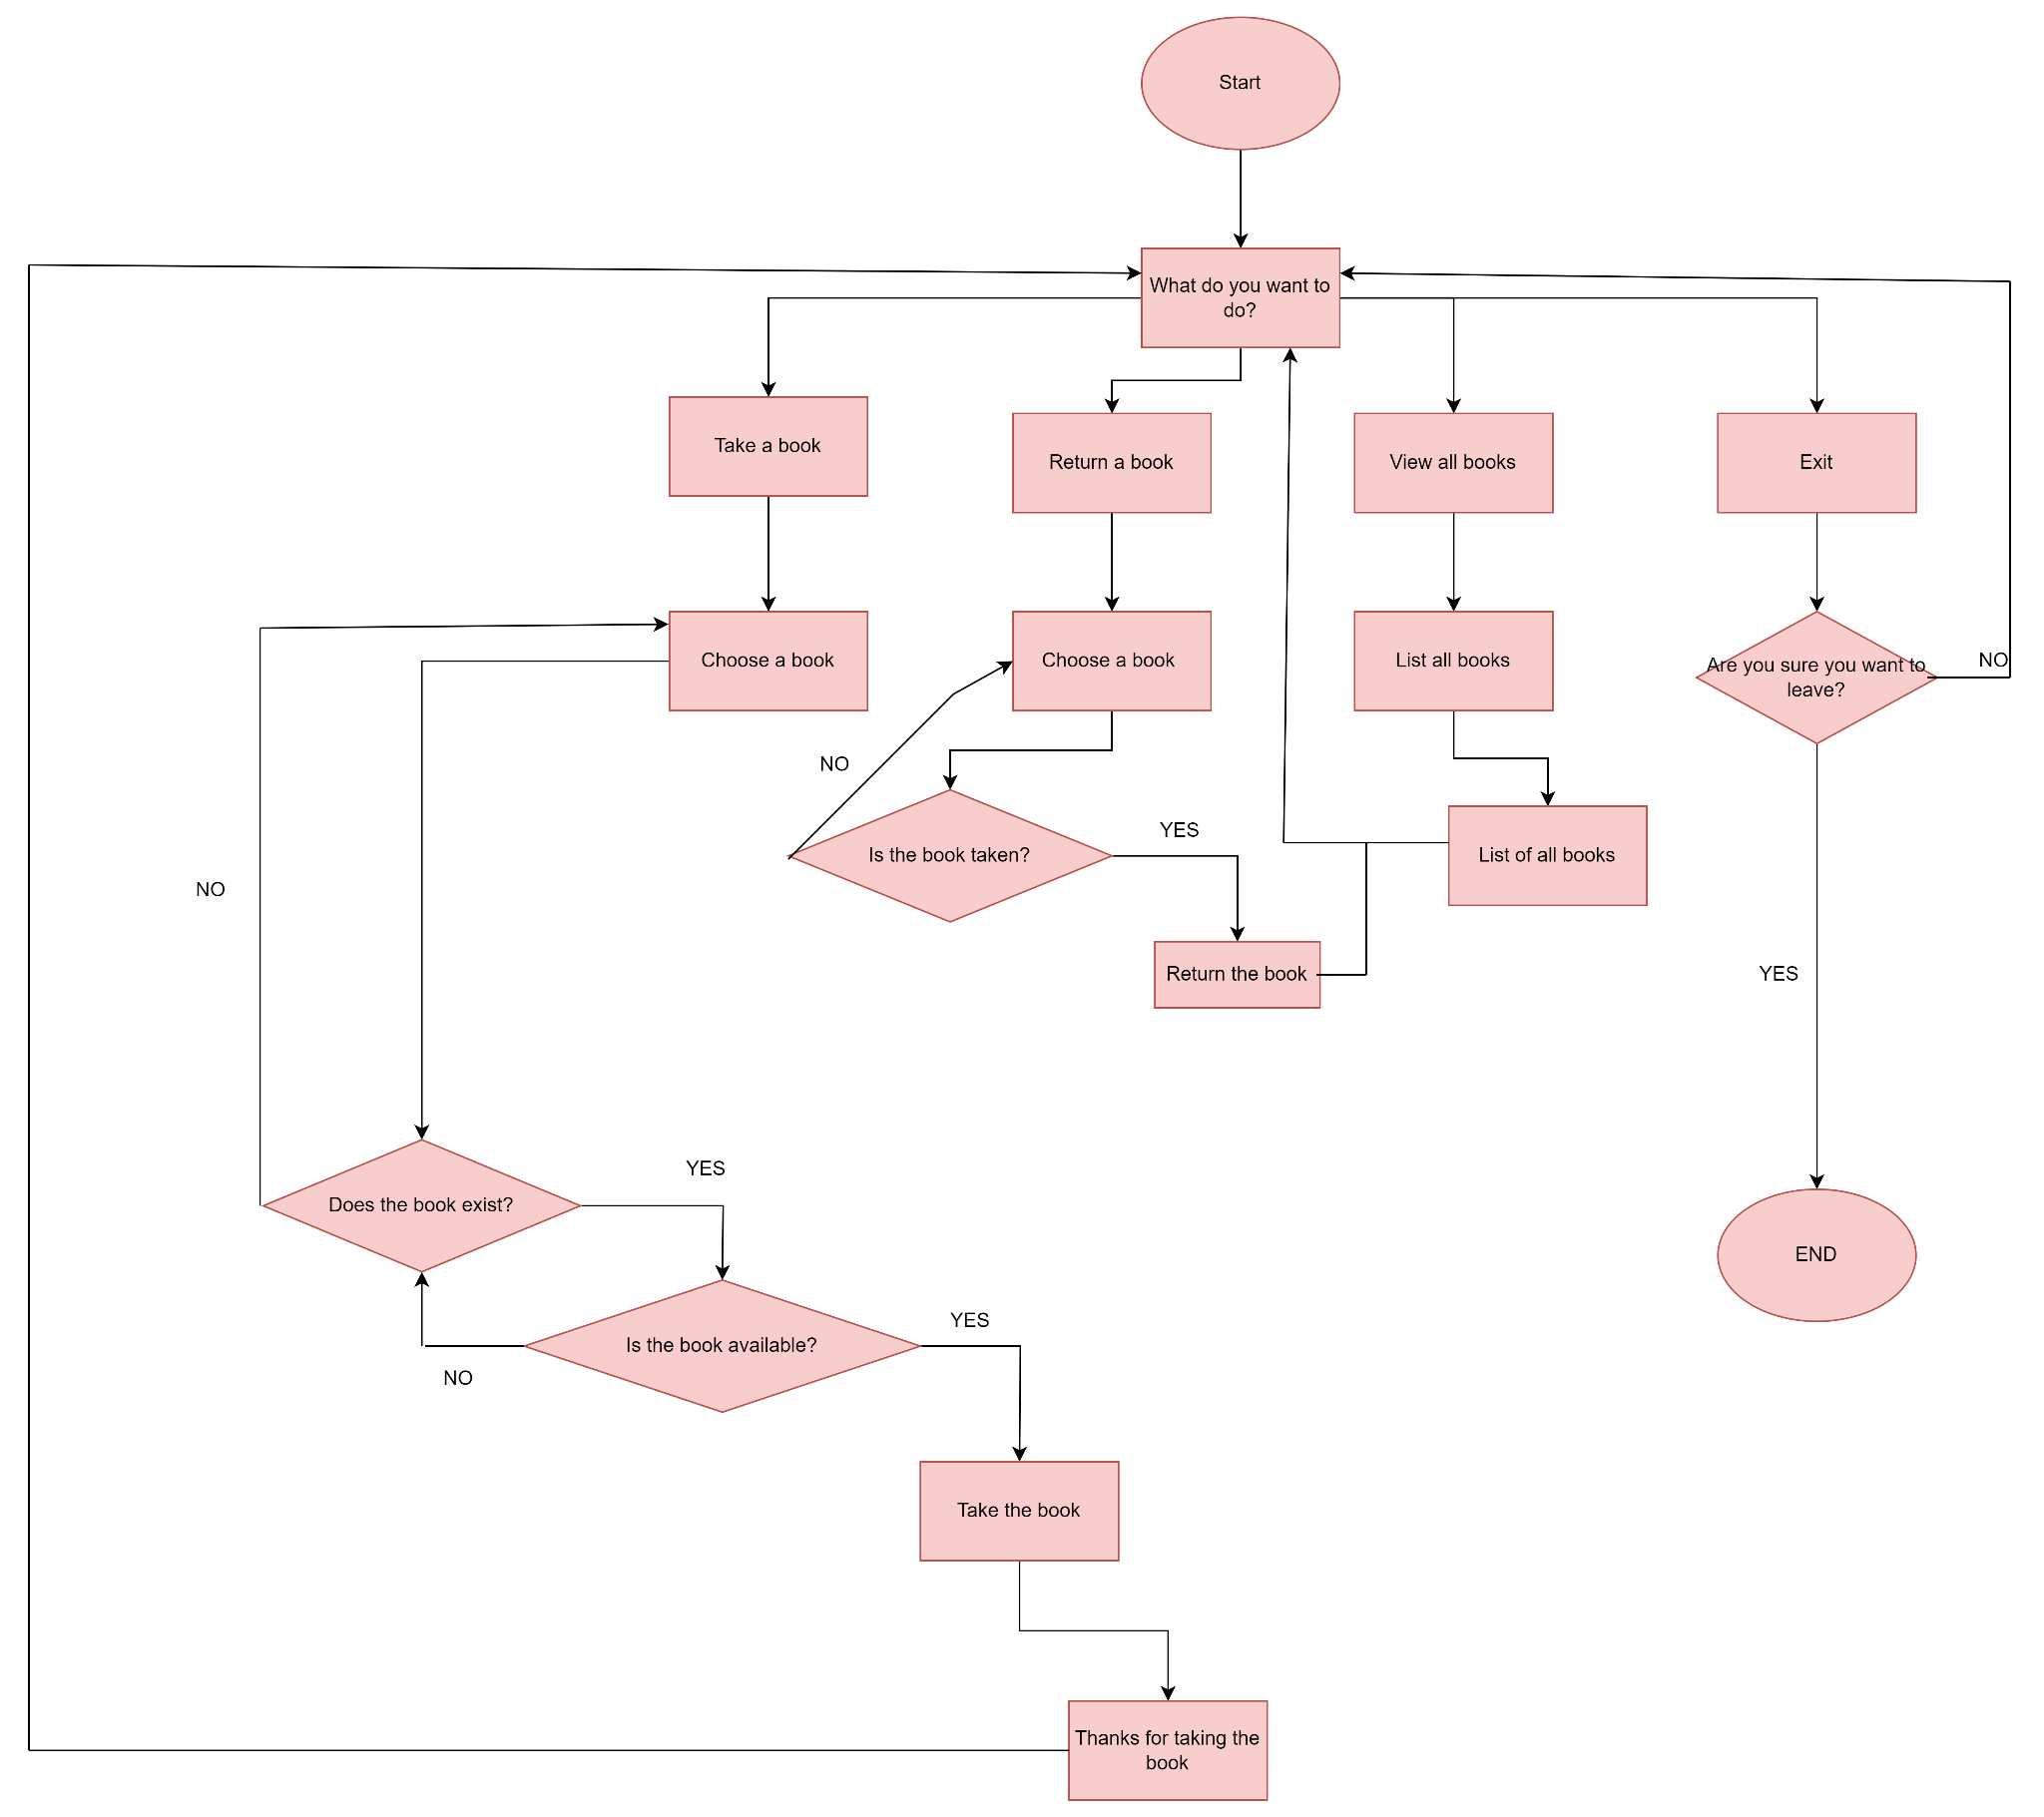 Start
What do you want to
do?
Take a book
Return a book
View all books
Exit
Choose a book
Choose a book
List all books
Are you sure you want to
leave?
NO
NO
YES
Is the book taken?
List of all books
NO
Return the book
YES
Does the book exist?
YES
END
Is the book available?
YES
NO
Take the book
Thanks for taking the
book